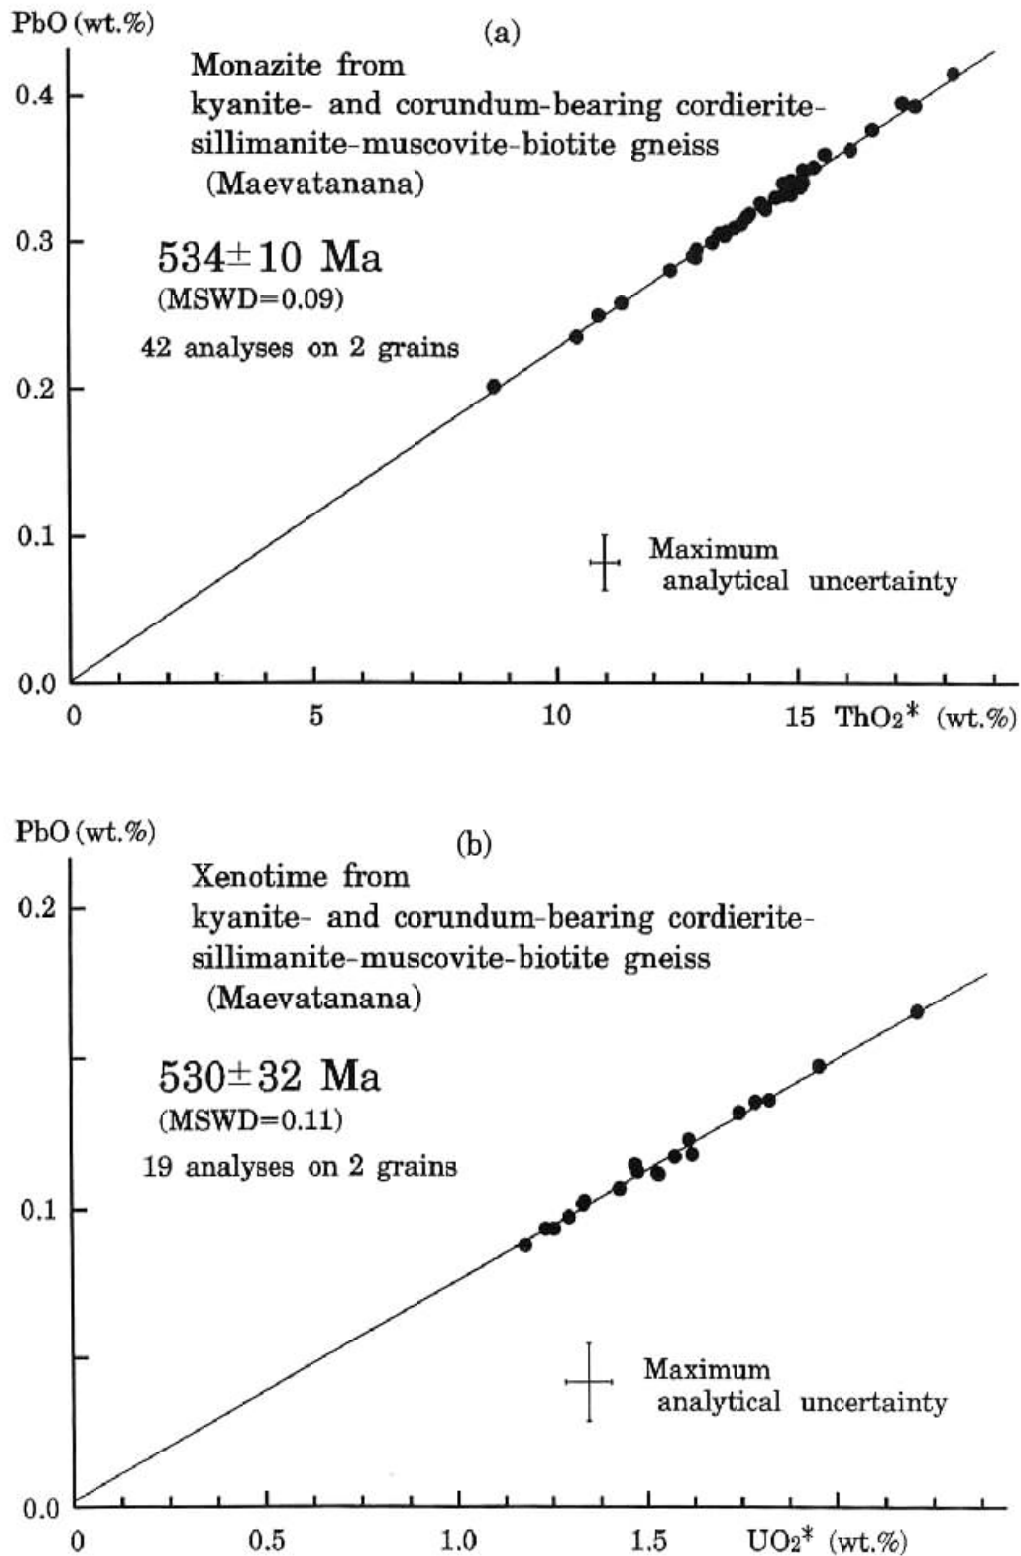 PbO (wt.%)
(a)
Monazite from
kyanite- and corundum-bearing cordierite-
sillimanite-muscovite-biotite gneiss
(Maevatanana)
534±10 Ma
(MSWD=0.09)
42 analyses on 2 grains
0.4
0.3
0.2
0.1
0.0
Maximum
analytical uncertainty
0 5 10 15 ThO₂* (wt.%)
PbO (wt.%)
(b)
Xenotime from
kyanite- and corundum-bearing cordierite-
sillimanite-muscovite-biotite gneiss
(Maevatanana)
530±32 Ma
(MSWD=0.11)
19 analyses on 2 grains
0.2
0.1
0.0
Maximum
analytical uncertainty
0 0.5 1.0 1.5 UO₂* (wt.%)